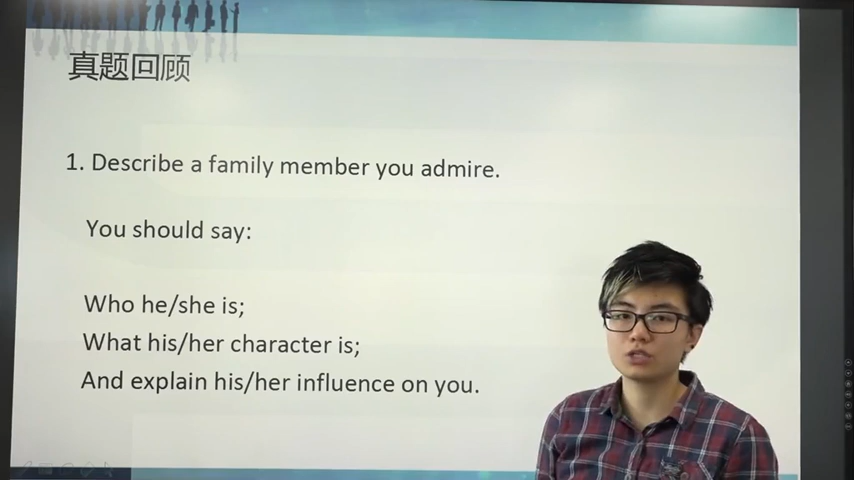 真题回顾
1. Describe a family member you admire.
You should say:
Who he/she is;
What his/her character is;
And explain his/her influence on you.